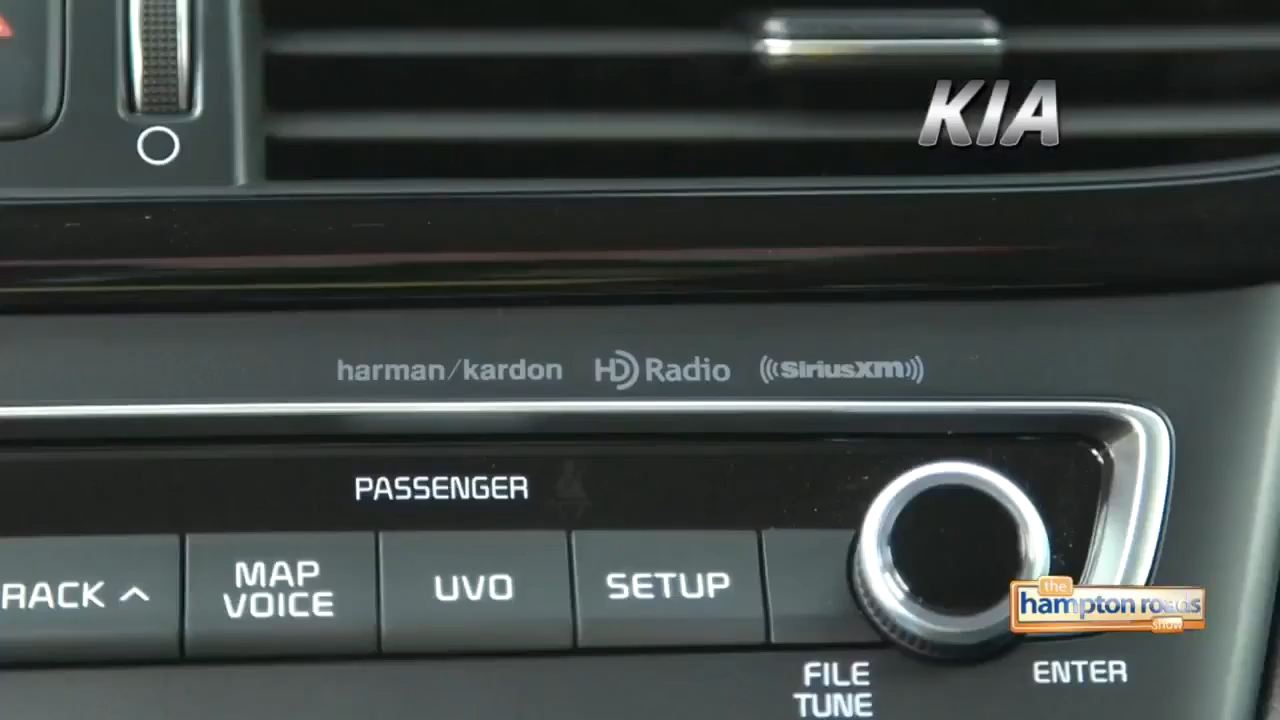 KIA
harman/kardon HD Radio ((SiriusXM))
PASSENGER
RACK ^
MAP
VOICE
UVO
SETUP
the
hampton roads
show
FILE
TUNE
ENTER